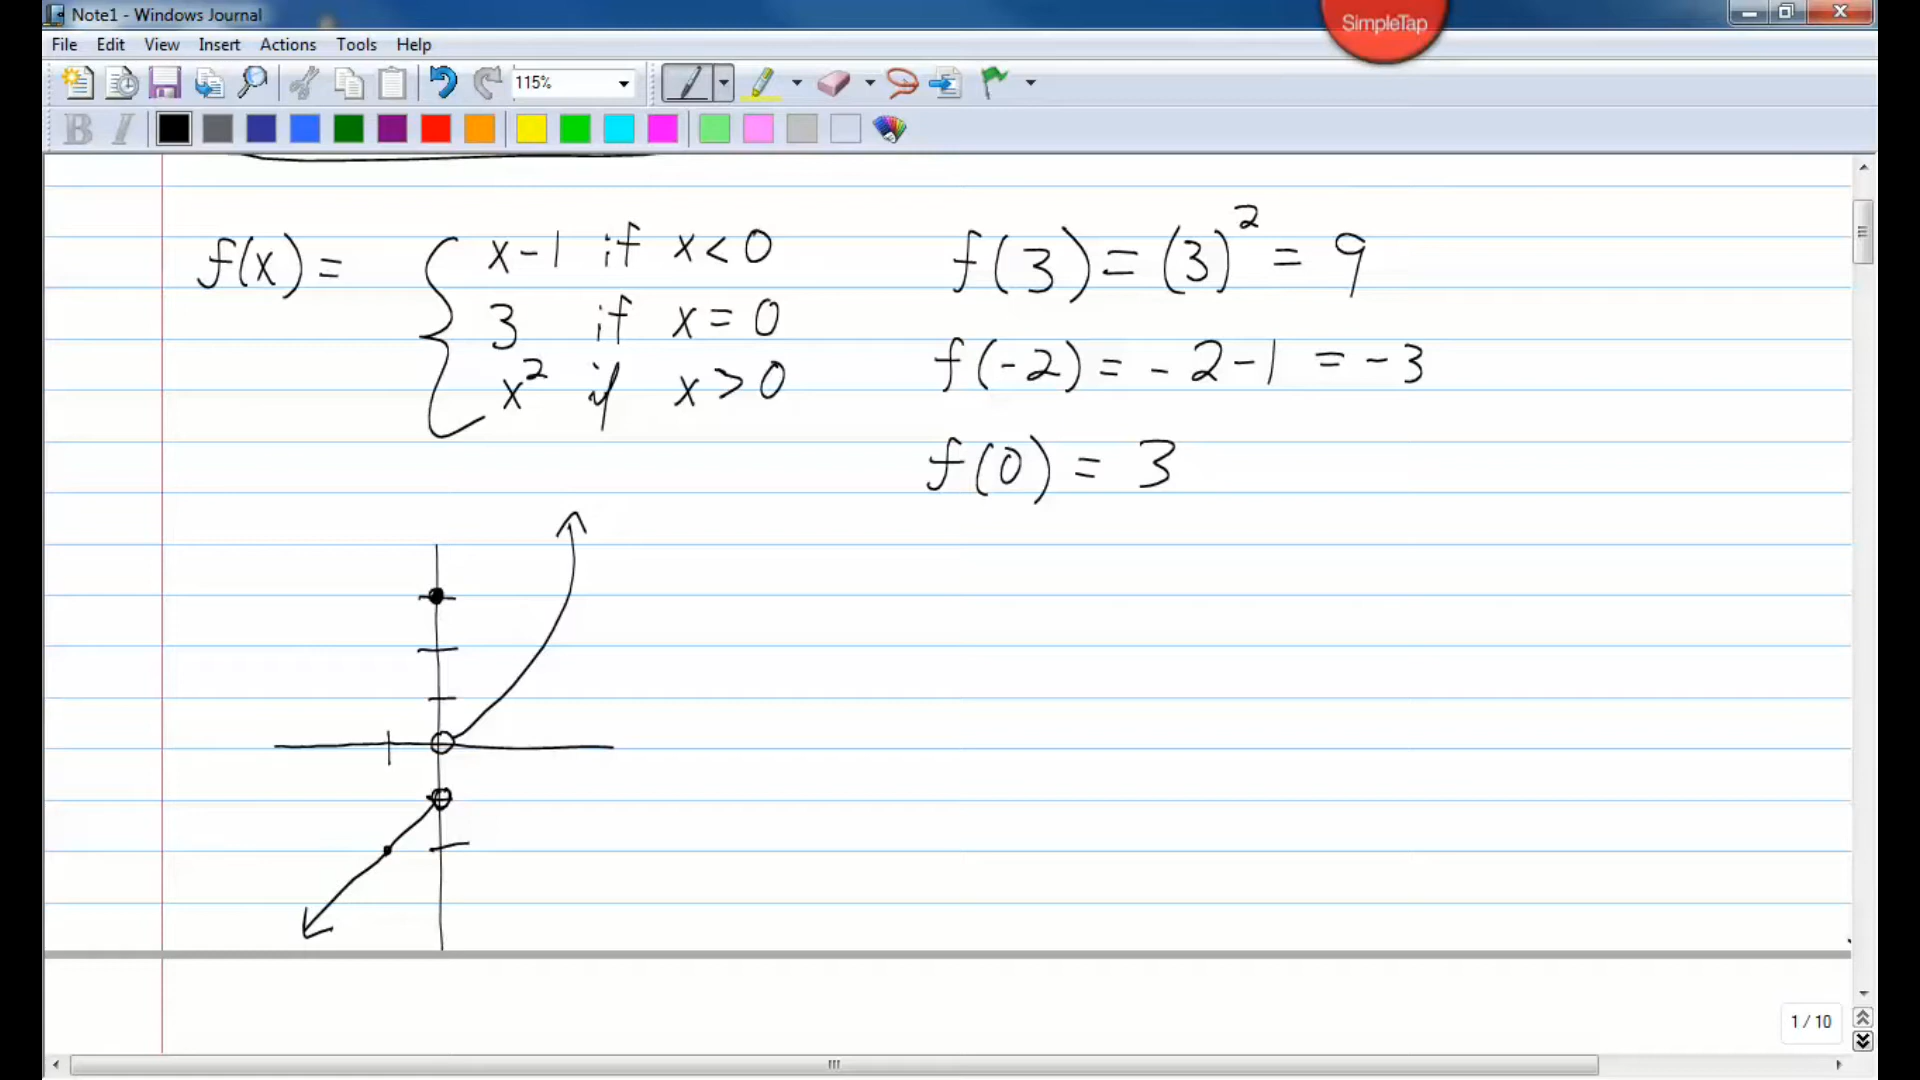 Note1 - Windows Journal
SimpleTap
File Edit View Insert Actions Tools Help
115%
B I
f(x) = { x-1 if x<0
3 if x=0
x² if x>0
f(3) = (3)² = 9
f(-2) = -2-1 = -3
f(0) = 3
1 / 10